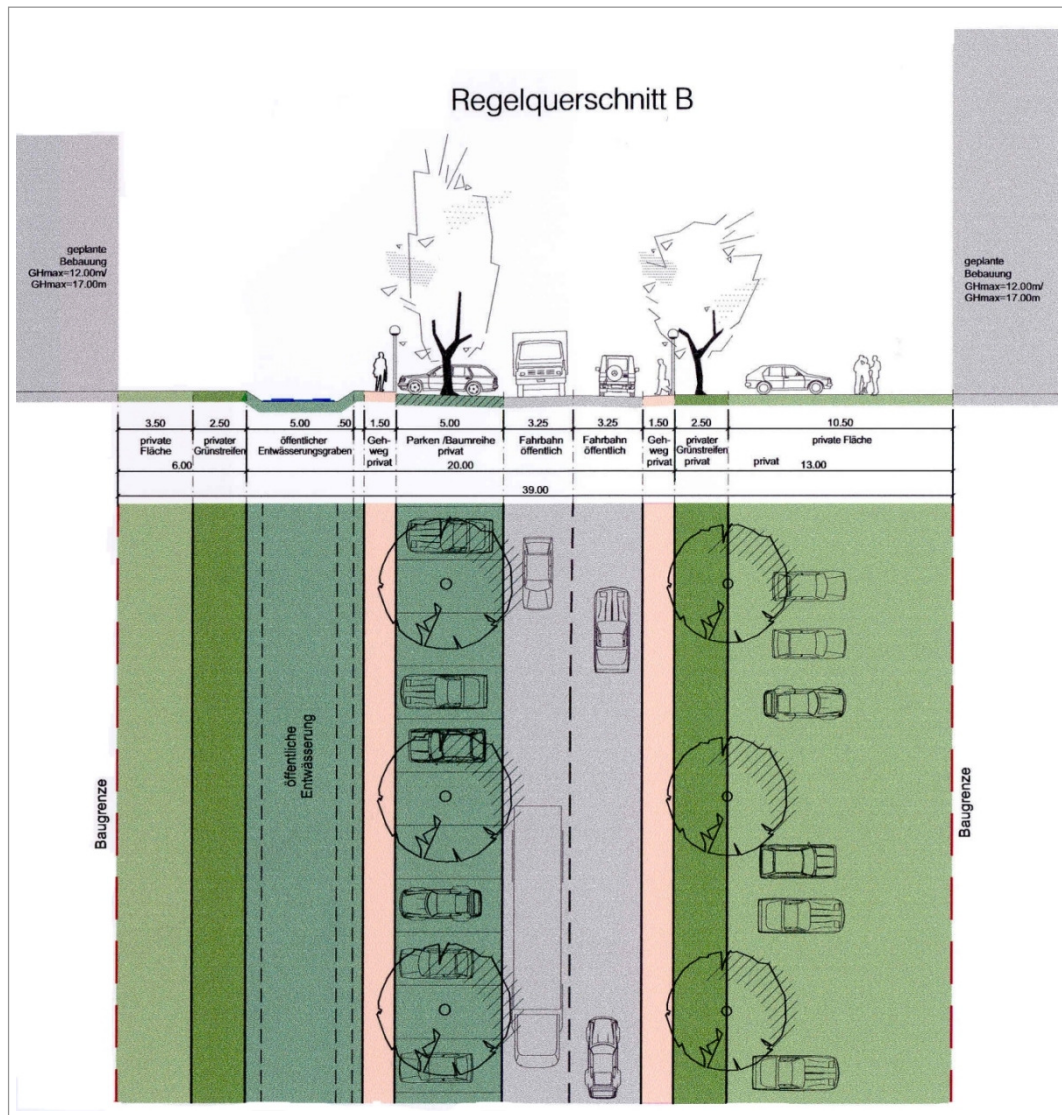 Regelquerschnitt B
geplante
Bebauung
GHmax=12.00m/
GHmax=17.00m
geplante
Bebauung
GHmax=12.00m/
GHmax=17.00m
3.50 2.50 5.00 .50 1.50 5.00 3.25 3.25 1.50 2.50 10.50
private
Fläche
privater
Grünstreifen
öffentlicher
Entwässerungsgraben
Geh-
weg
privat
Parken /Baumreihe
privat
Fahrbahn
öffentlich
Fahrbahn
öffentlich
Geh-
weg
privat
privater
Grünstreifen
privat
private Fläche
privat
6.00 20.00 13.00
39.00
Baugrenze
öffentliche
Entwässerung
Baugrenze